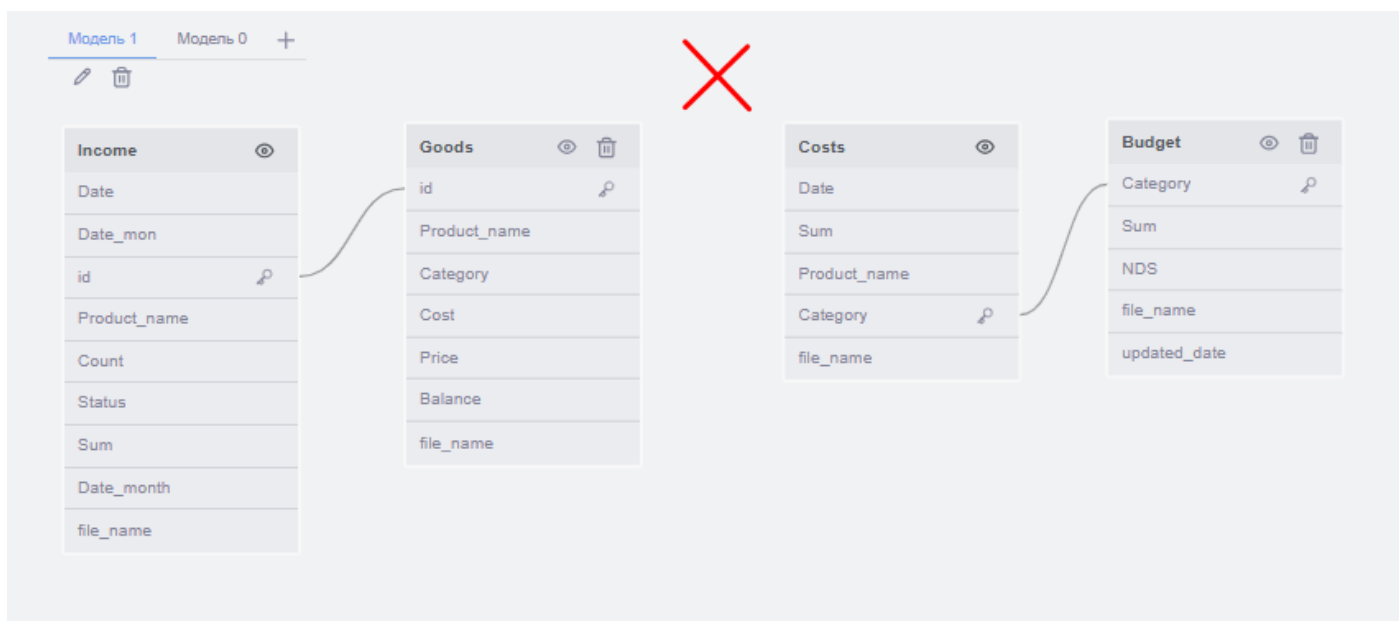 Модель 1 Модель 0 +
Income
Date
Date_mon
id
Product_name
Count
Status
Sum
Date_month
file_name
Goods
id
Product_name
Category
Cost
Price
Balance
file_name
Costs
Date
Sum
Product_name
Category
file_name
Budget
Category
Sum
NDS
file_name
updated_date